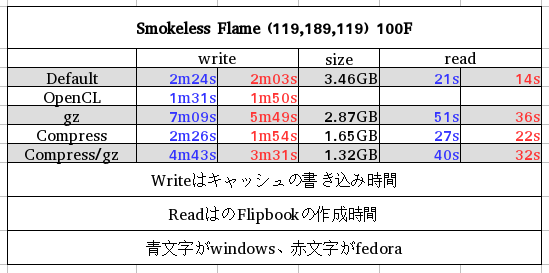 Smokeless Flame (119,189,119) 100F
write size read
Default 2m24s 2m03s 3.46GB 21s 14s
OpenCL 1m31s 1m50s
gz 7m09s 5m49s 2.87GB 51s 36s
Compress 2m26s 1m54s 1.65GB 27s 22s
Compress/gz 4m43s 3m31s 1.32GB 40s 32s
Writeはキャッシュの書き込み時間
ReadはのFlipbookの作成時間
青文字がwindows、赤文字がfedora